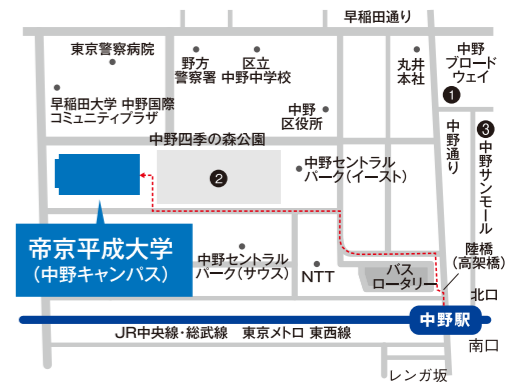 早稲田通り
東京警察病院
野方
警察署
区立
中野中学校
丸井
本社
中野
ブロード
ウェイ
1
早稲田大学 中野国際
コミュニティプラザ
中野
区役所
中野通り
3
中野サンモール
中野四季の森公園
2
中野セントラル
パーク(イースト)
帝京平成大学
(中野キャンパス)
中野セントラル
パーク(サウス)
NTT
バス
ロータリー
陸橋
(高架橋)
北口
中野駅
JR中央線・総武線 東京メトロ 東西線
南口
レンガ坂